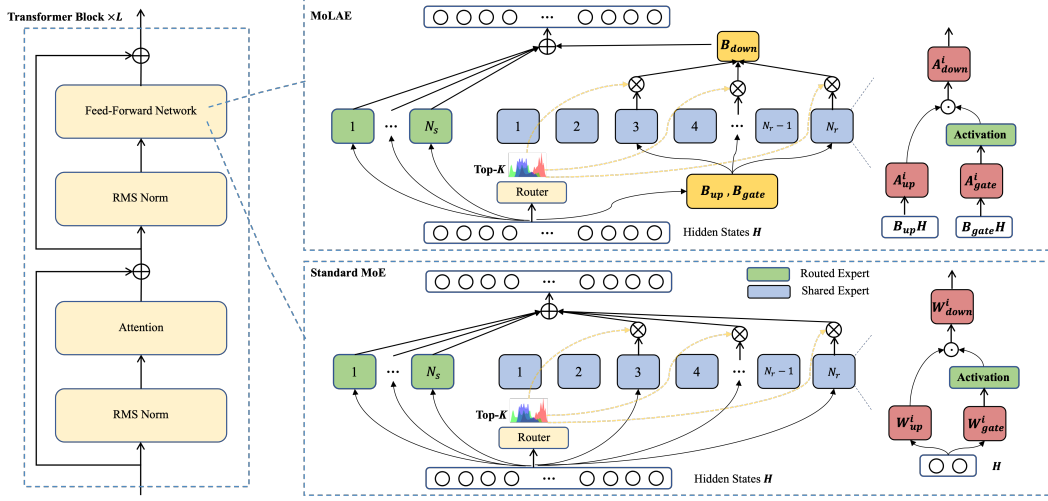 Transformer Block ×L
Feed-Forward Network
RMS Norm
Attention
RMS Norm
MoLAE
...
B_down
1 ... N_s 1 2 3 4 ... N_r − 1 N_r
Top-K
Router
B_up , B_gate
...
Hidden States H
A^i_down
Activation
A^i_up A^i_gate
B_up H B_gate H
Standard MoE
...
Routed Expert
Shared Expert
1 ... N_s 1 2 3 4 ... N_r − 1 N_r
Top-K
Router
...
Hidden States H
W^i_down
Activation
W^i_up W^i_gate
H